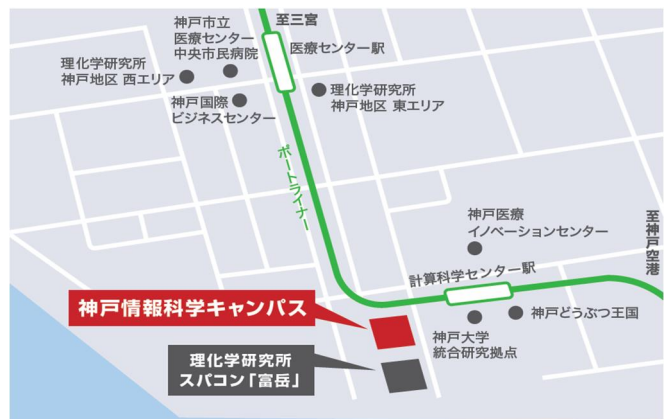 至三宮
神戸市立
医療センター
中央市民病院
医療センター駅
理化学研究所
神戸地区 西エリア
神戸国際
ビジネスセンター
理化学研究所
神戸地区 東エリア
ポートライナー
神戸医療
イノベーションセンター
至神戸空港
計算科学センター駅
神戸情報科学キャンパス
神戸どうぶつ王国
神戸大学
統合研究拠点
理化学研究所
スパコン「富岳」